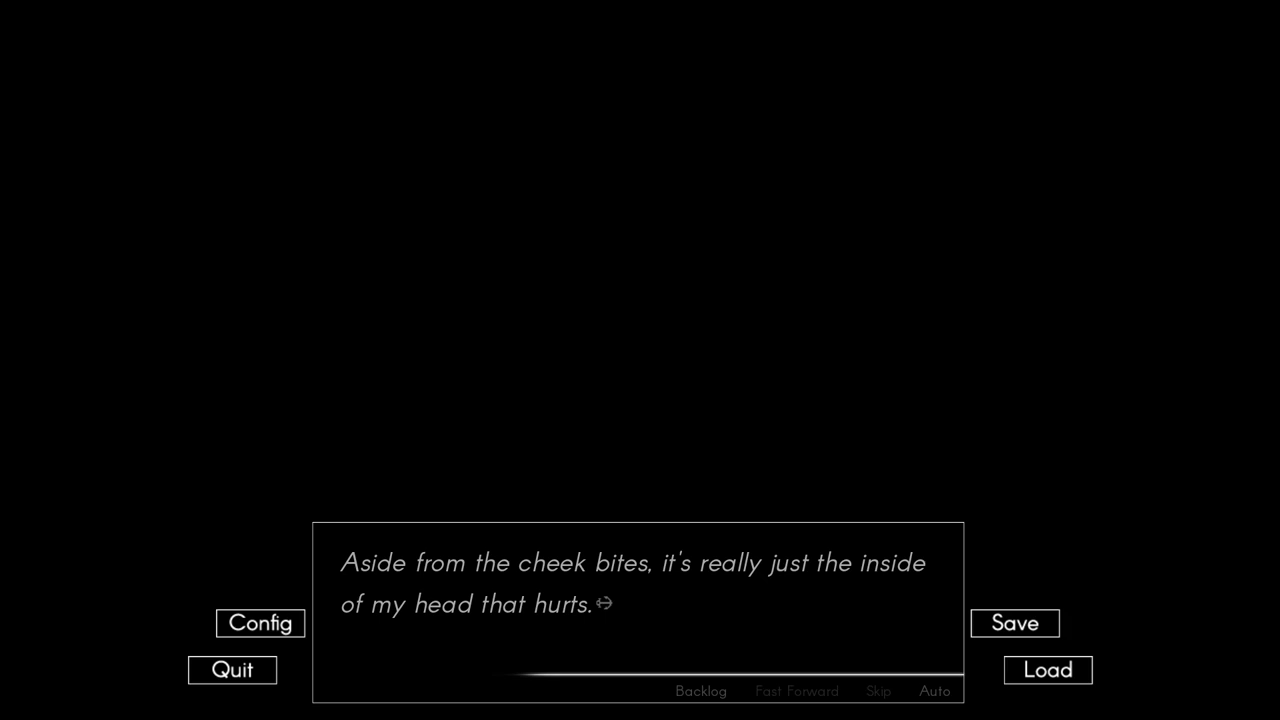 Aside from the cheek bites, it's really just the inside
of my head that hurts.
Config
Save
Quit
Load
Backlog Fast Forward Skip Auto